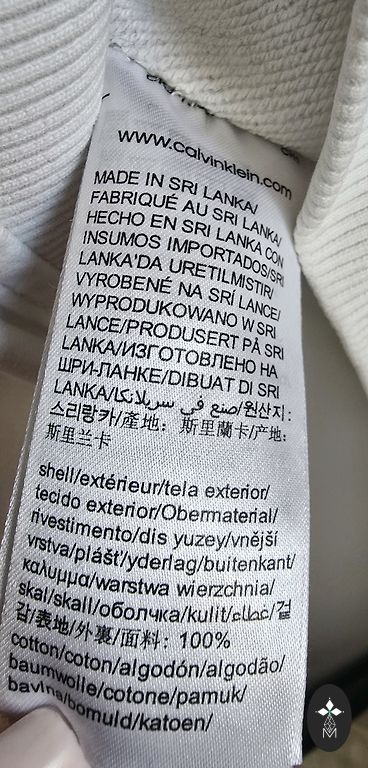 www.calvinklein.com
MADE IN SRI LANKA/
FABRIQUÉ AU SRI LANKA/
HECHO EN SRI LANKA CON
INSUMOS IMPORTADOS/SRI
LANKA'DA URETILMISTIR/
VYROBENÉ NA SRÍ LANCE/
WYPRODUKOWANO W SRI
LANCE/PRODUSERT PÅ SRI
LANKA/ИЗГОТОВЛЕНО НА
ШРИ-ЛАНКЕ/DIBUAT DI SRI
LANKA/صنع في سريلانكا/원산지:
스리랑카/產地: 斯里蘭卡/产地:
斯里兰卡
shell/extérieur/tela exterior/
tecido exterior/Obermaterial/
rivestimento/dis yuzey/vnější
vrstva/plášť/yderlag/buitenkant/
καλυμμα/warstwa wierzchnia/
skal/skall/оболчка/kulit/غطاء/겉
감/表地/外裏/面料: 100%
cotton/coton/algodón/algodão/
baumwolle/cotone/pamuk/
bavlna/bomuld/katoen/
M